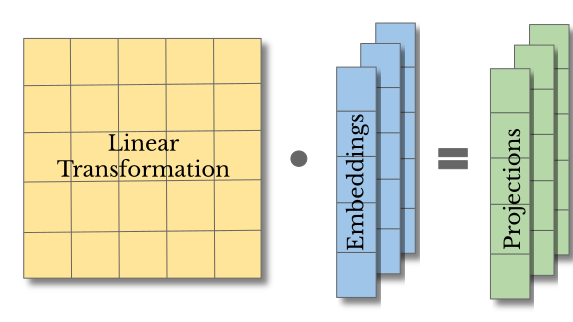 Linear
Transformation
Embeddings
Projections